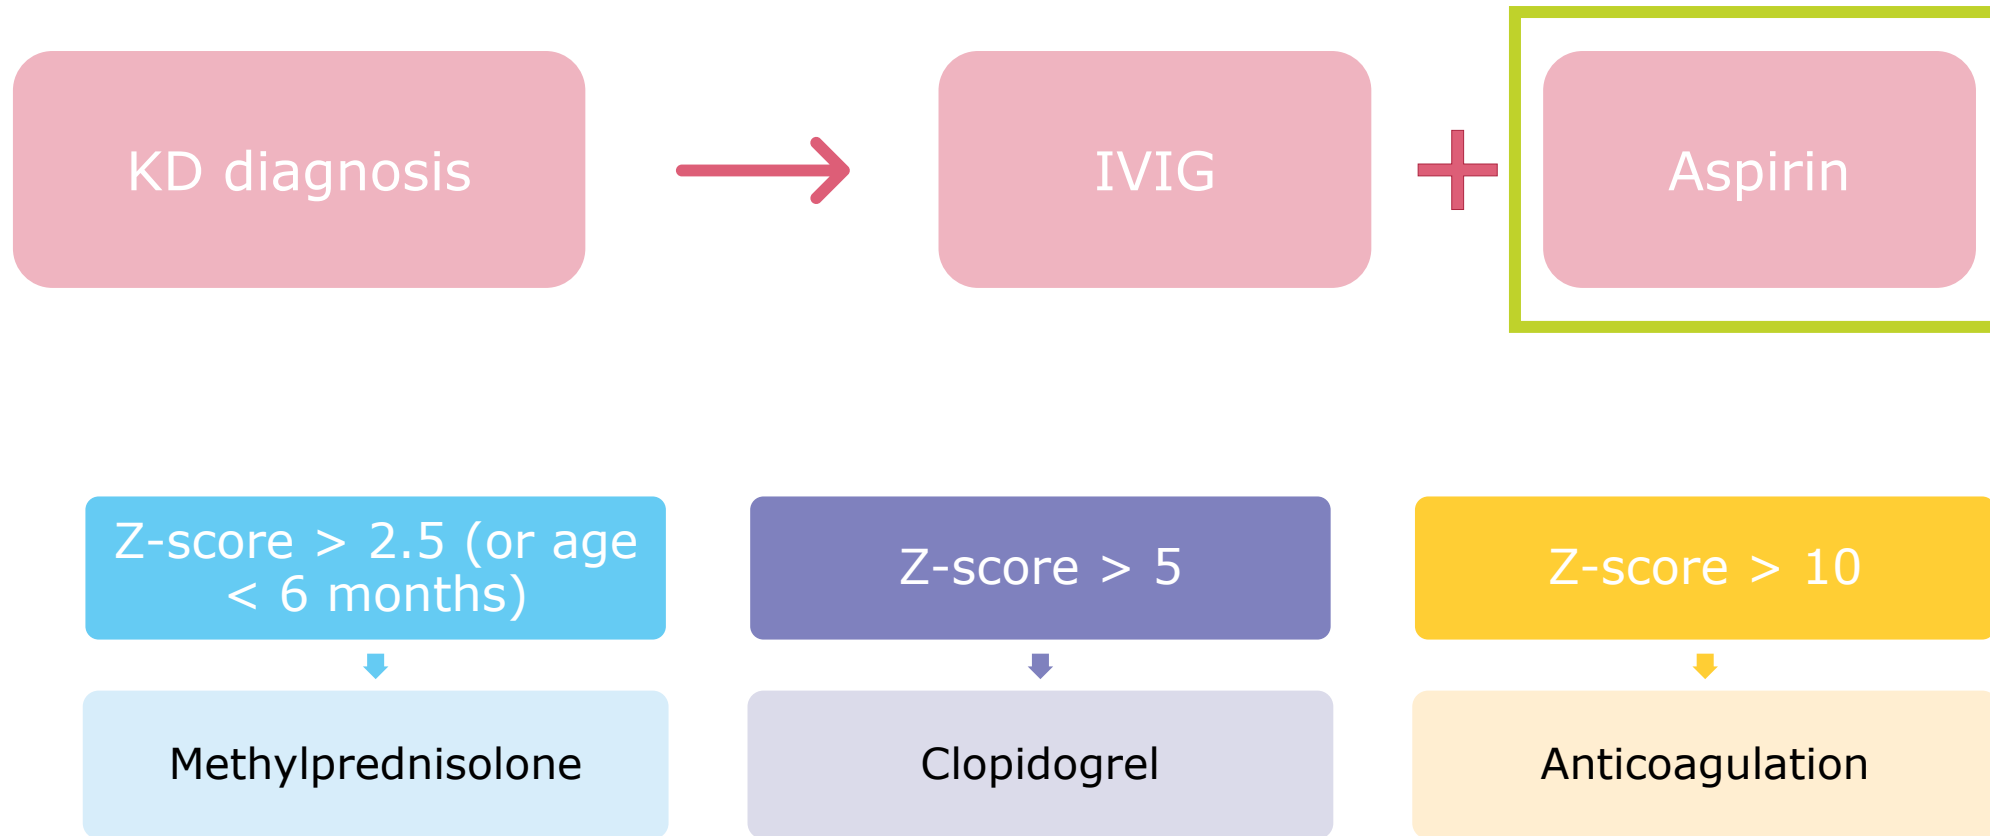 KD diagnosis
IVIG
Aspirin
Z-score > 2.5 (or age
< 6 months)
Z-score > 5
Z-score > 10
Methylprednisolone
Clopidogrel
Anticoagulation